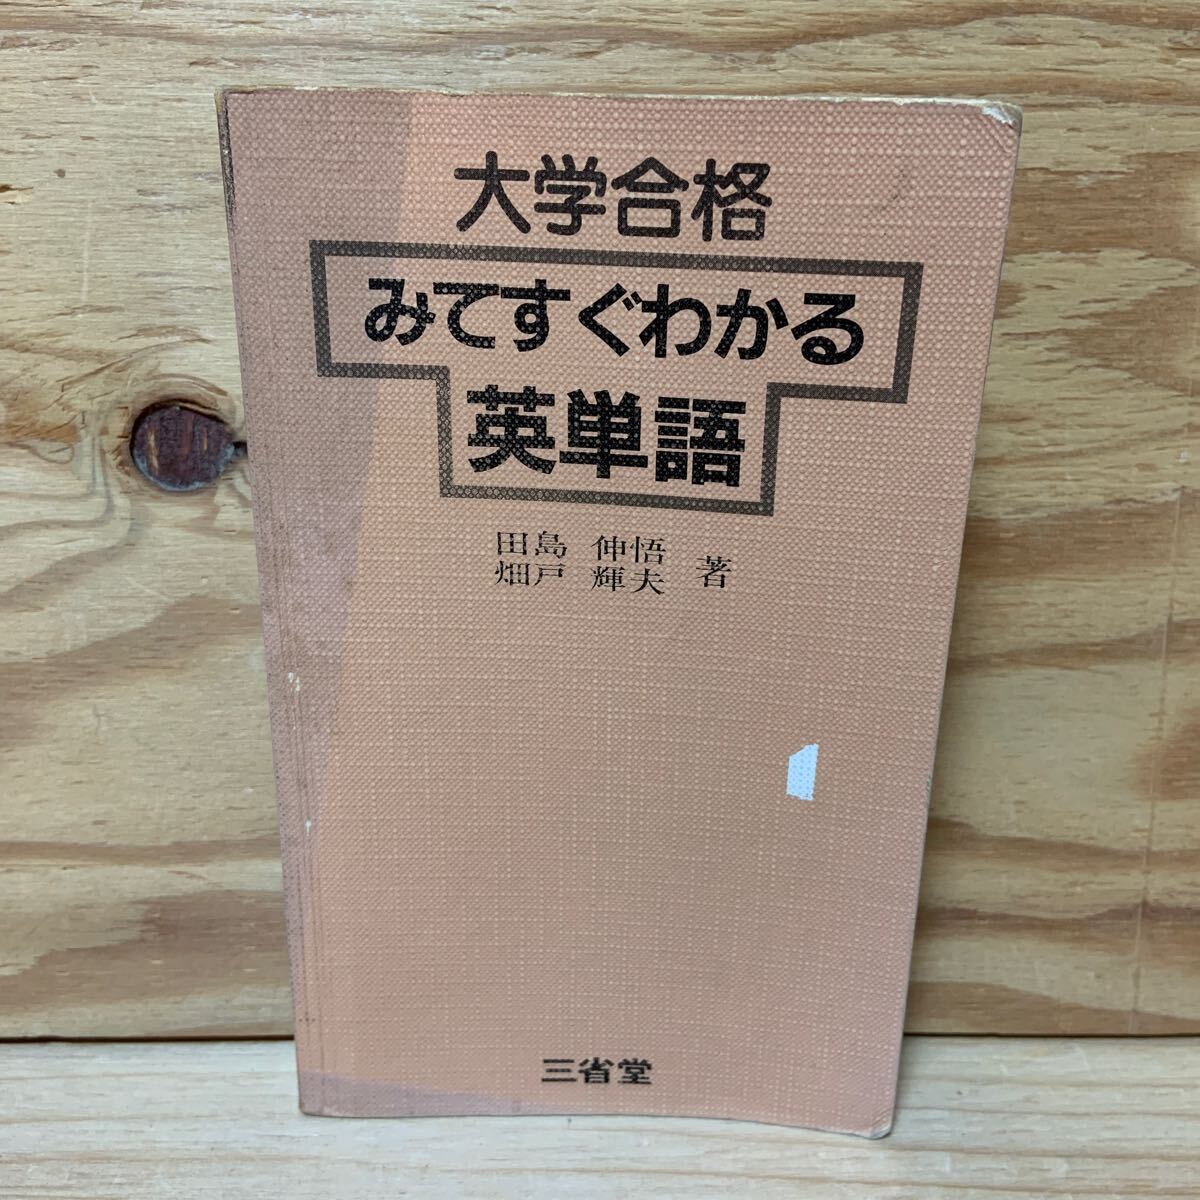 大学合格
みてすぐわかる
英単語
田島 伸悟
畑戸 輝夫 著
三省堂